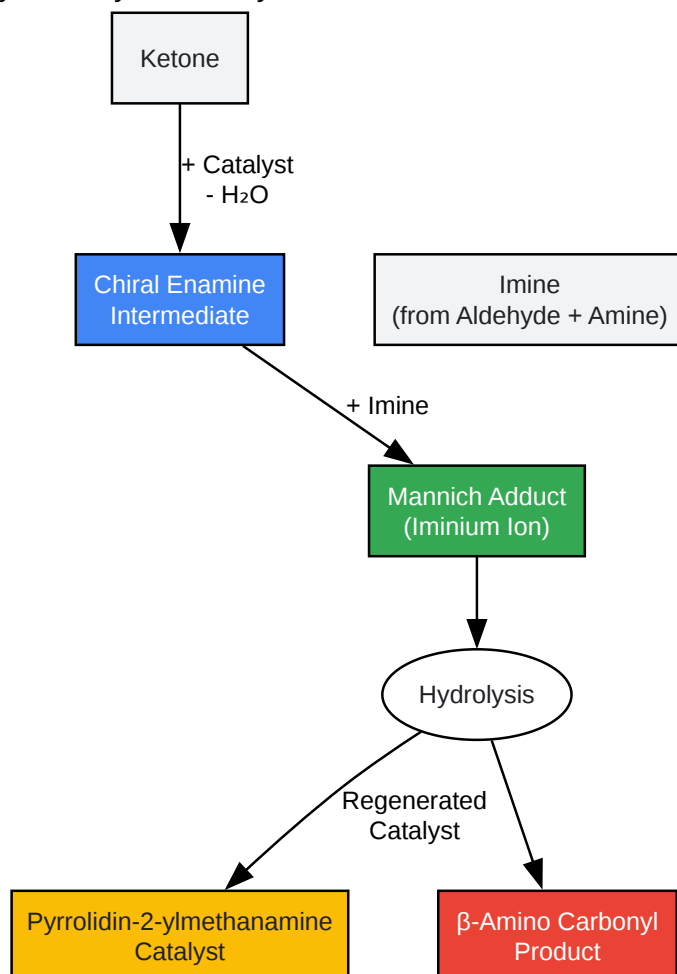 Ketone
+ Catalyst
- H₂O
Chiral Enamine
Intermediate
Imine
(from Aldehyde + Amine)
+ Imine
Mannich Adduct
(Iminium Ion)
Hydrolysis
Regenerated
Catalyst
Pyrrolidin-2-ylmethanamine
Catalyst
β-Amino Carbonyl
Product